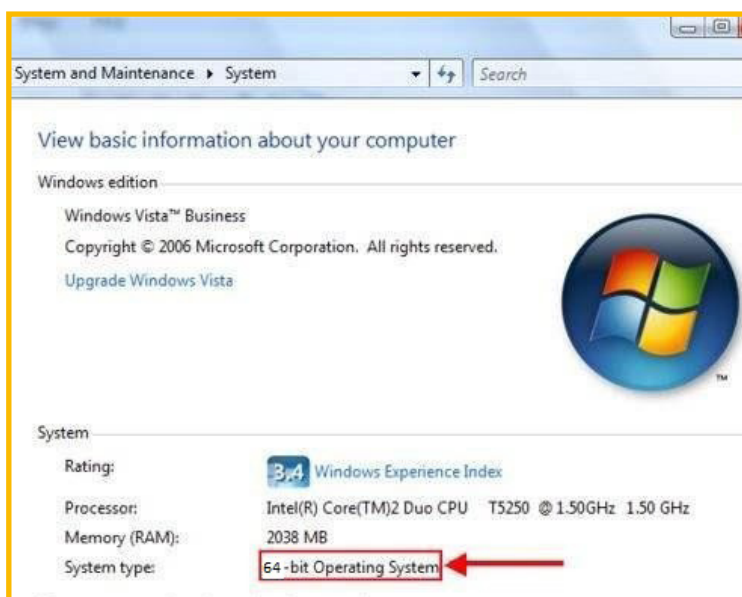 System and Maintenance ▸ System Search
View basic information about your computer
Windows edition
Windows Vista™ Business
Copyright © 2006 Microsoft Corporation. All rights reserved.
Upgrade Windows Vista
TM
System
Rating: 3.4 Windows Experience Index
Processor: Intel(R) Core(TM)2 Duo CPU T5250 @ 1.50GHz 1.50 GHz
Memory (RAM): 2038 MB
System type: 64-bit Operating System